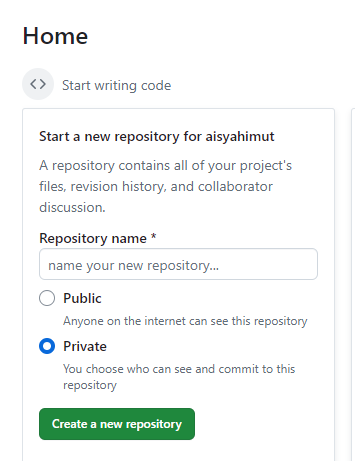 Home
Start writing code
Start a new repository for aisyahimut
A repository contains all of your project's
files, revision history, and collaborator
discussion.
Repository name *
name your new repository...
Public
Anyone on the internet can see this repository
Private
You choose who can see and commit to this
repository
Create a new repository